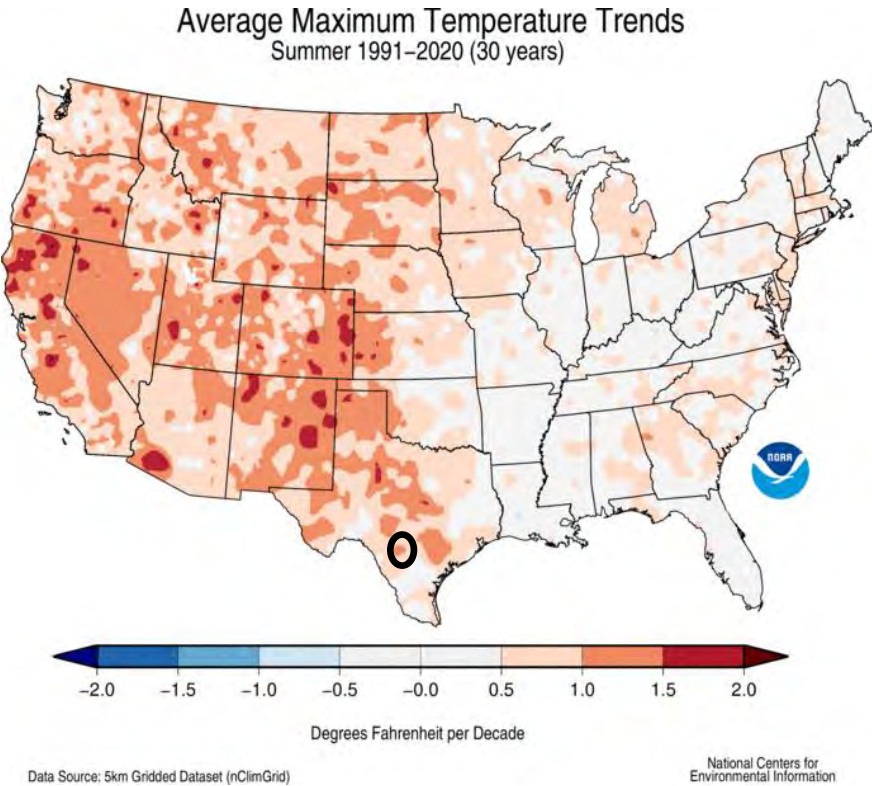 Average Maximum Temperature Trends
Summer 1991–2020 (30 years)
NOAA
−2.0 −1.5 −1.0 −0.5 −0.0 0.5 1.0 1.5 2.0
Degrees Fahrenheit per Decade
Data Source: 5km Gridded Dataset (nClimGrid)
National Centers for
Environmental Information